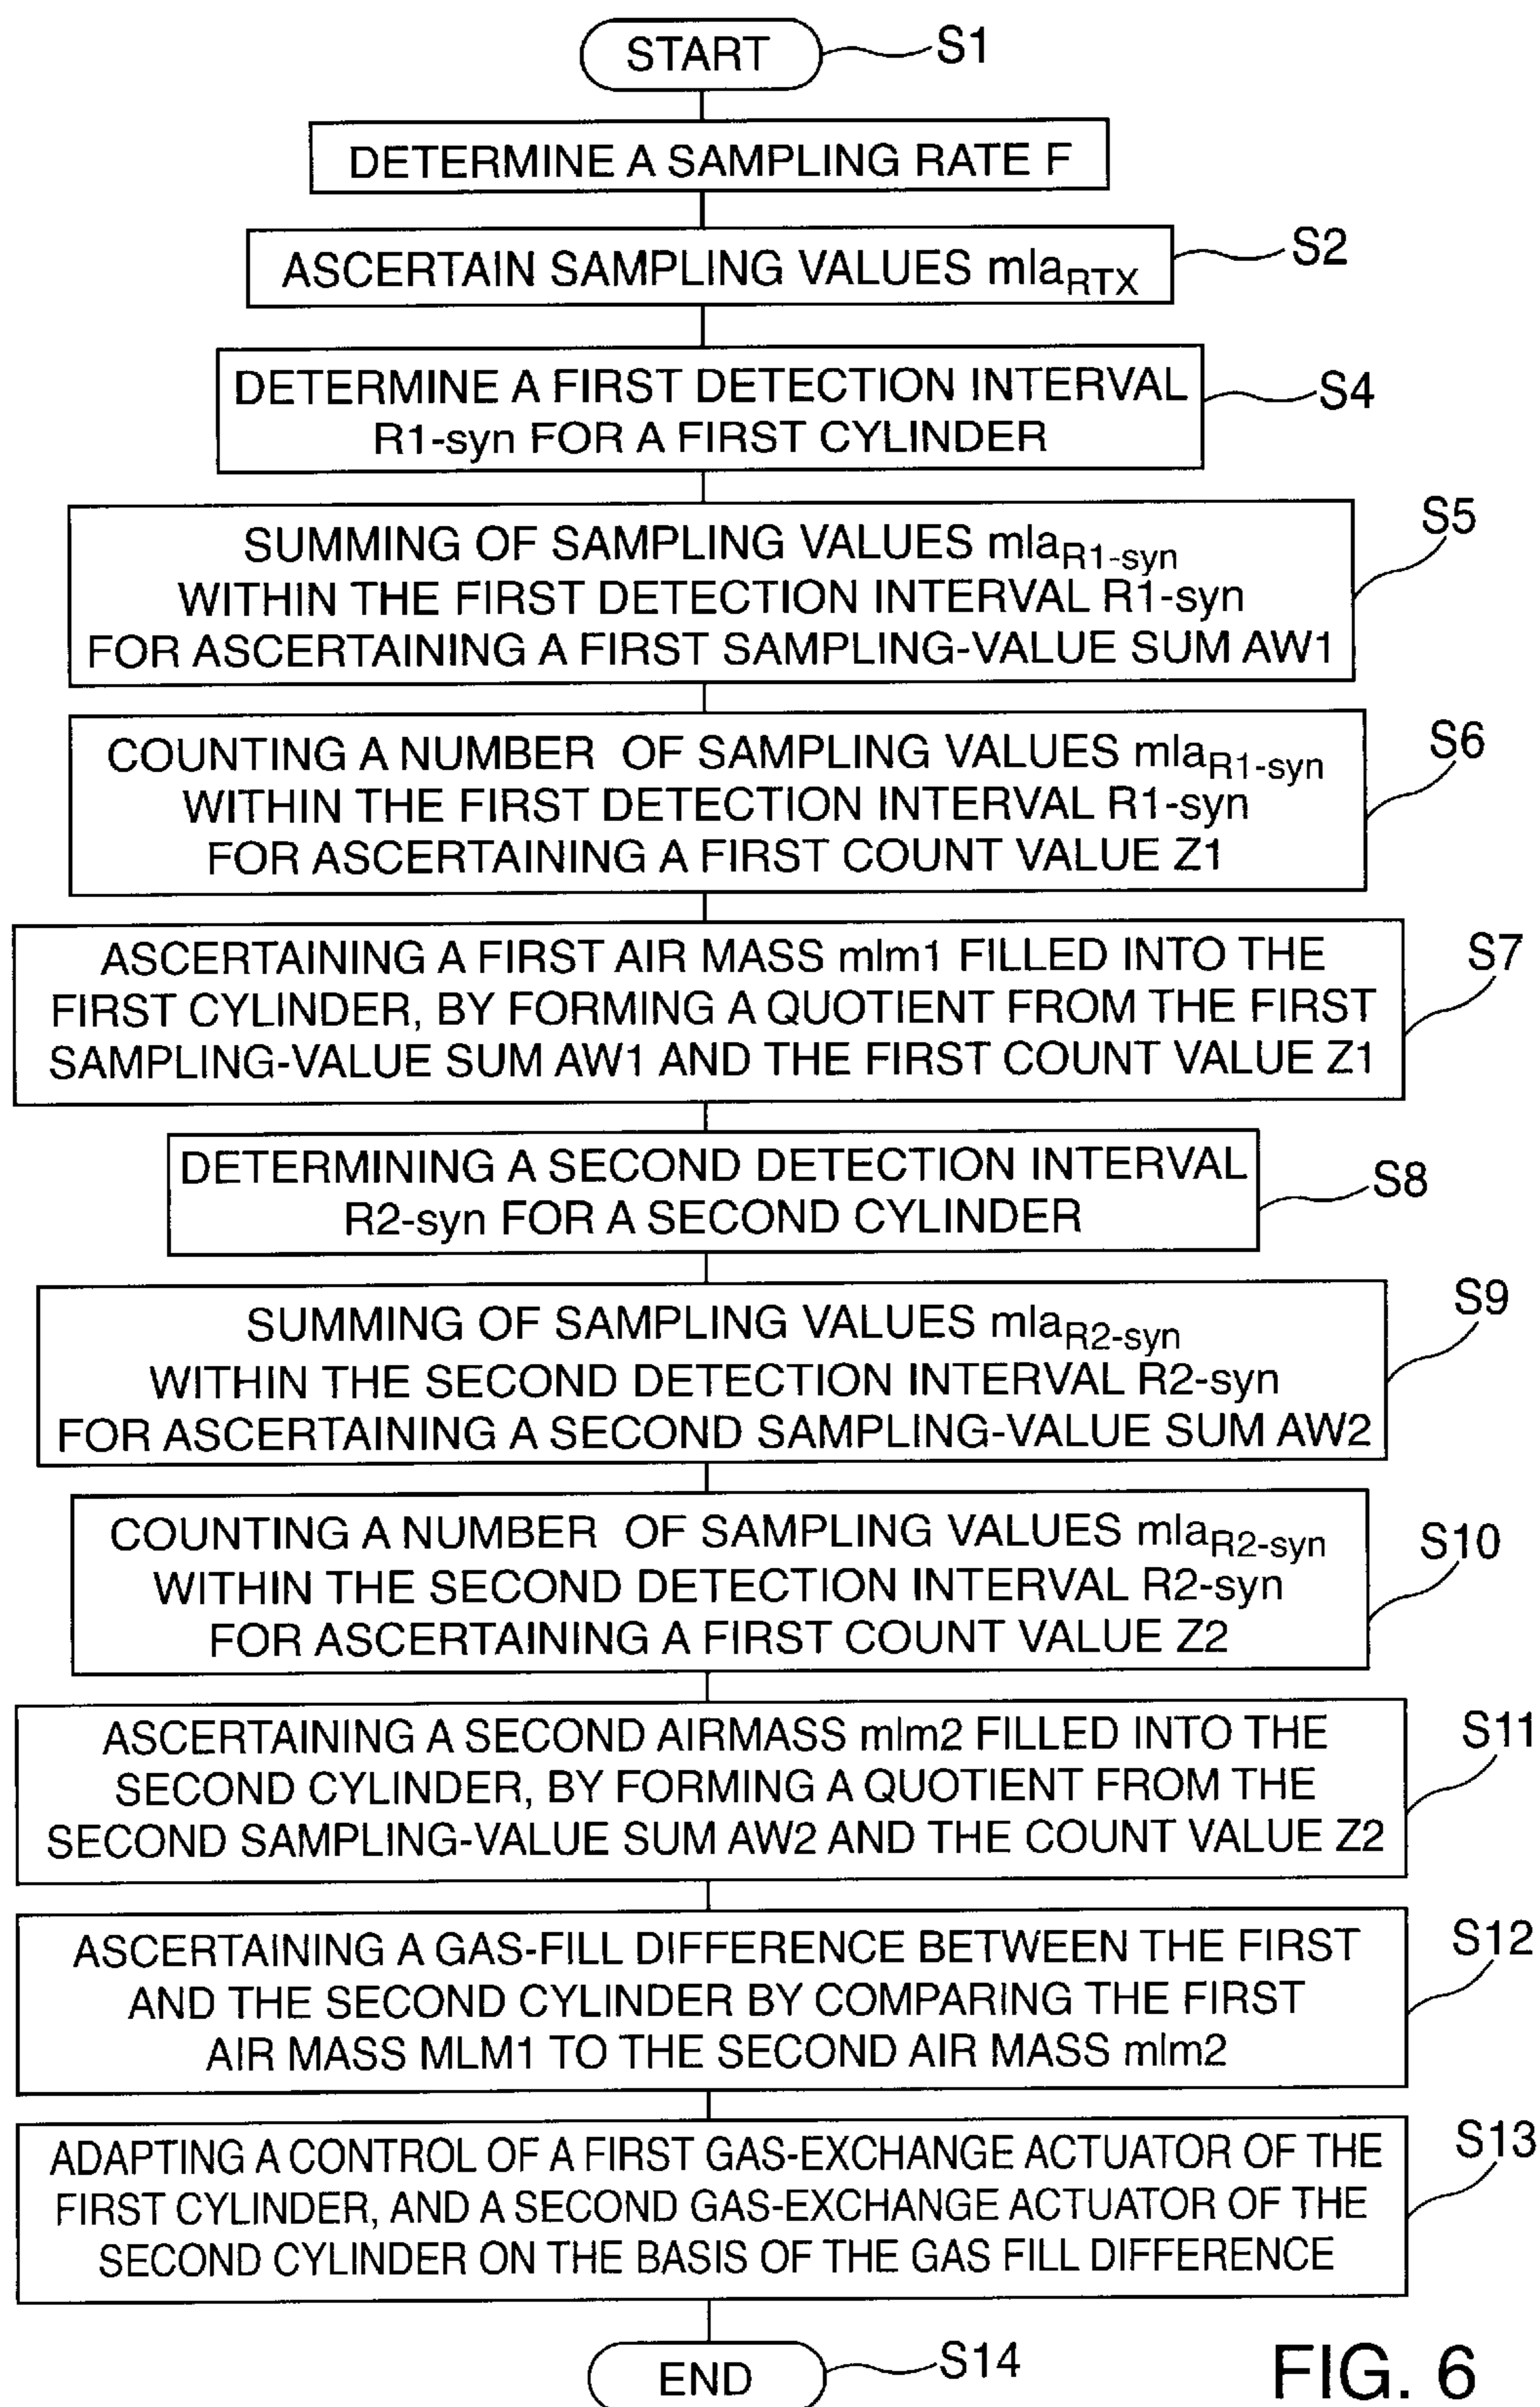 START
S1
DETERMINE A SAMPLING RATE F
ASCERTAIN SAMPLING VALUES mlaRTX
S2
DETERMINE A FIRST DETECTION INTERVAL
R1-syn FOR A FIRST CYLINDER
S4
SUMMING OF SAMPLING VALUES mlaR1-syn
WITHIN THE FIRST DETECTION INTERVAL R1-syn
FOR ASCERTAINING A FIRST SAMPLING-VALUE SUM AW1
S5
COUNTING A NUMBER OF SAMPLING VALUES mlaR1-syn
WITHIN THE FIRST DETECTION INTERVAL R1-syn
FOR ASCERTAINING A FIRST COUNT VALUE Z1
S6
ASCERTAINING A FIRST AIR MASS mlm1 FILLED INTO THE
FIRST CYLINDER, BY FORMING A QUOTIENT FROM THE FIRST
SAMPLING-VALUE SUM AW1 AND THE FIRST COUNT VALUE Z1
S7
DETERMINING A SECOND DETECTION INTERVAL
R2-syn FOR A SECOND CYLINDER
S8
SUMMING OF SAMPLING VALUES mlaR2-syn
WITHIN THE SECOND DETECTION INTERVAL R2-syn
FOR ASCERTAINING A SECOND SAMPLING-VALUE SUM AW2
S9
COUNTING A NUMBER OF SAMPLING VALUES mlaR2-syn
WITHIN THE SECOND DETECTION INTERVAL R2-syn
FOR ASCERTAINING A FIRST COUNT VALUE Z2
S10
ASCERTAINING A SECOND AIRMASS mlm2 FILLED INTO THE
SECOND CYLINDER, BY FORMING A QUOTIENT FROM THE
SECOND SAMPLING-VALUE SUM AW2 AND THE COUNT VALUE Z2
S11
ASCERTAINING A GAS-FILL DIFFERENCE BETWEEN THE FIRST
AND THE SECOND CYLINDER BY COMPARING THE FIRST
AIR MASS MLM1 TO THE SECOND AIR MASS mlm2
S12
ADAPTING A CONTROL OF A FIRST GAS-EXCHANGE ACTUATOR OF THE
FIRST CYLINDER, AND A SECOND GAS-EXCHANGE ACTUATOR OF THE
SECOND CYLINDER ON THE BASIS OF THE GAS FILL DIFFERENCE
S13
END
S14
FIG. 6